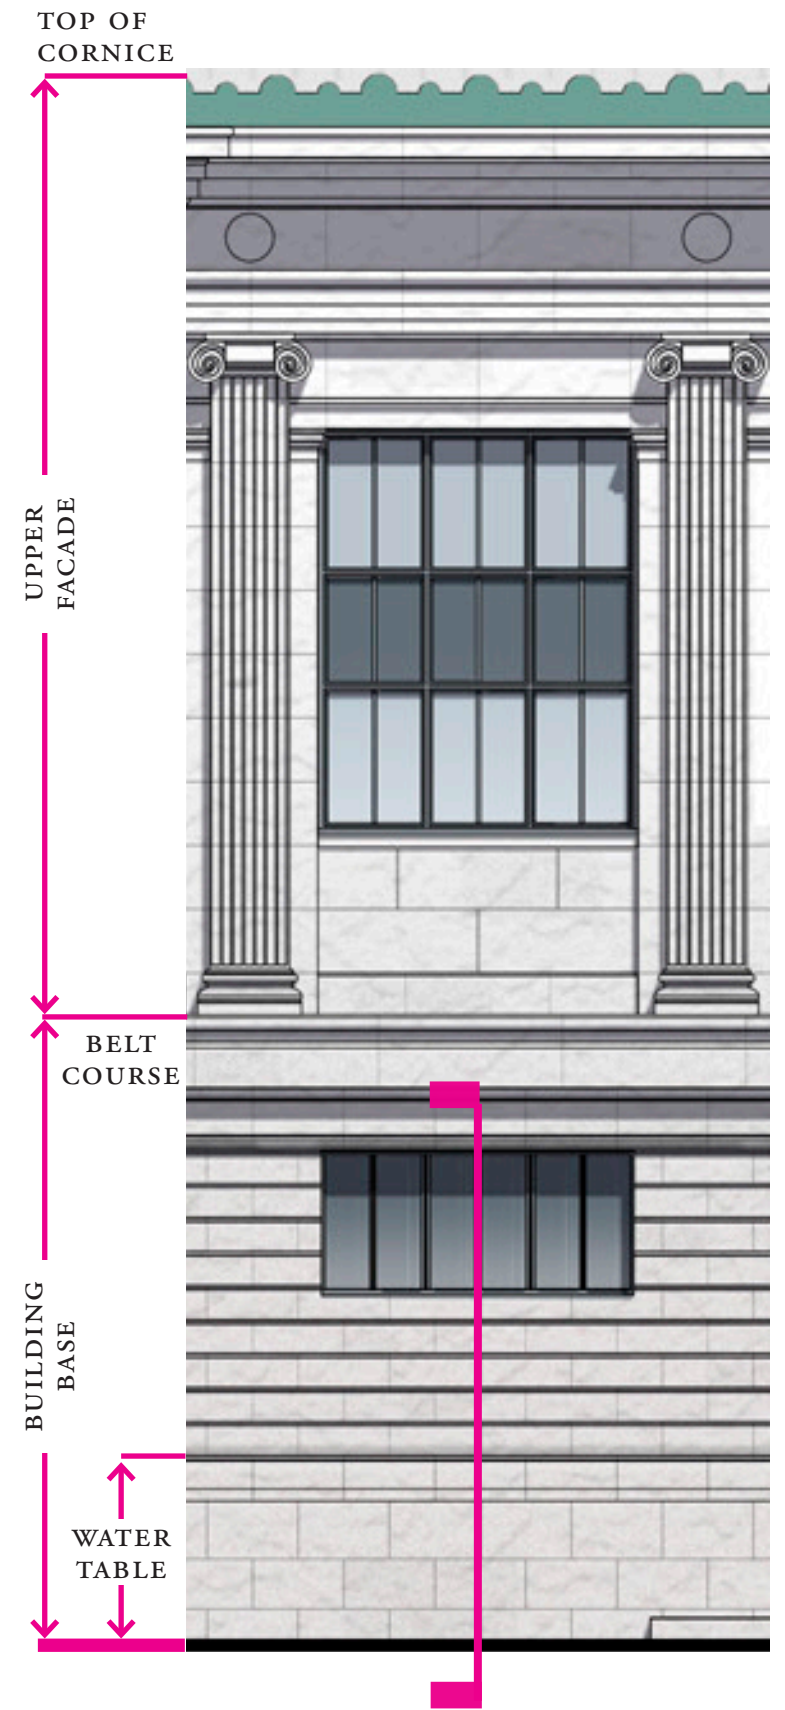 TOP OF
CORNICE
UPPER
FACADE
BELT
COURSE
BUILDING
BASE
WATER
TABLE